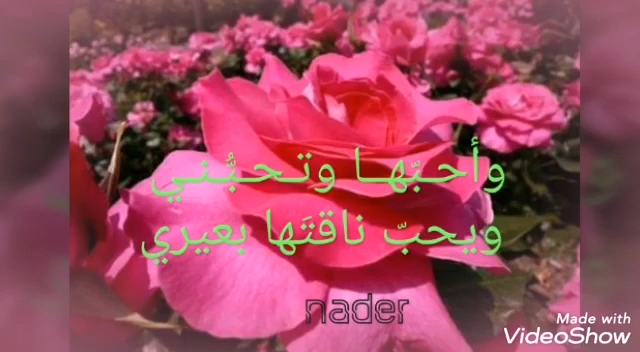 وأحبّها وتحبُّني
ويحبّ ناقتَها بعيري
nader
Made with
VideoShow